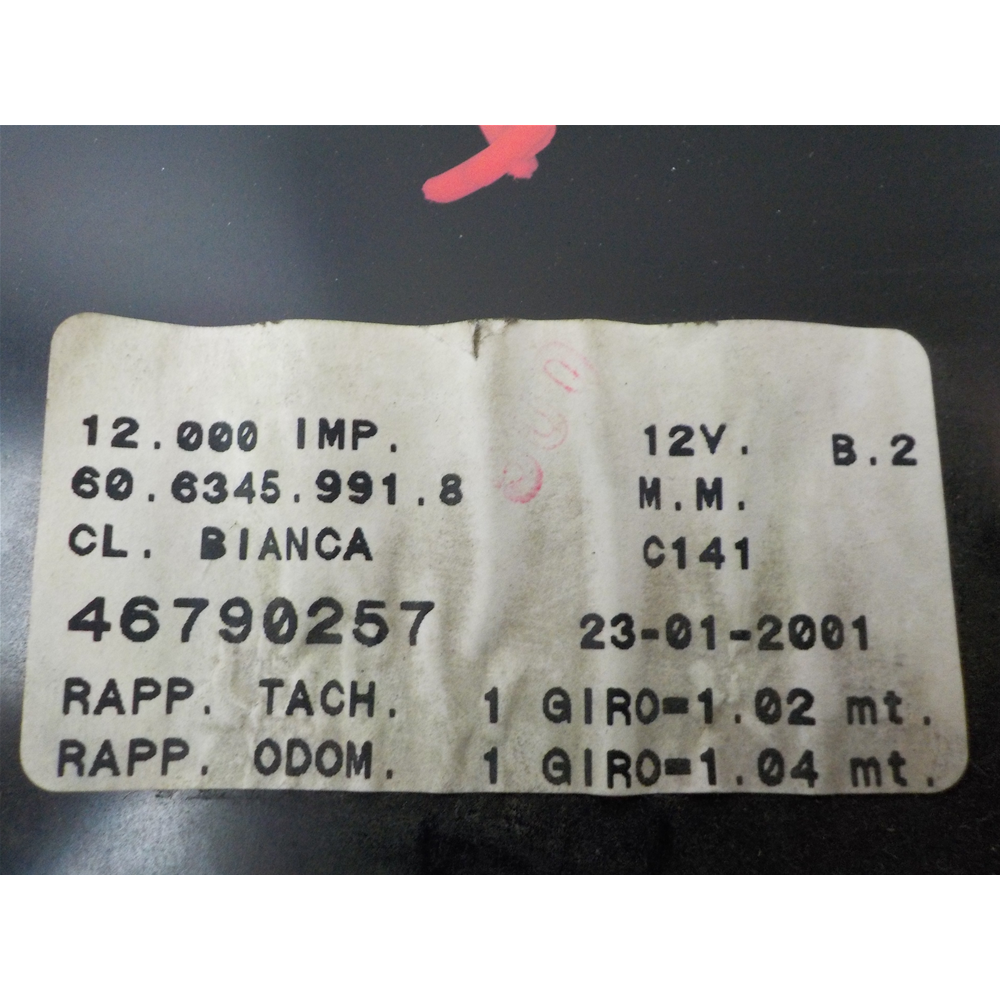 12.000 IMP. 12V. B.2
60.6345.991.8 M.M.
CL. BIANCA C141
46790257 23-01-2001
RAPP. TACH. 1 GIRO=1.02 mt.
RAPP. ODOM. 1 GIRO=1.04 mt.